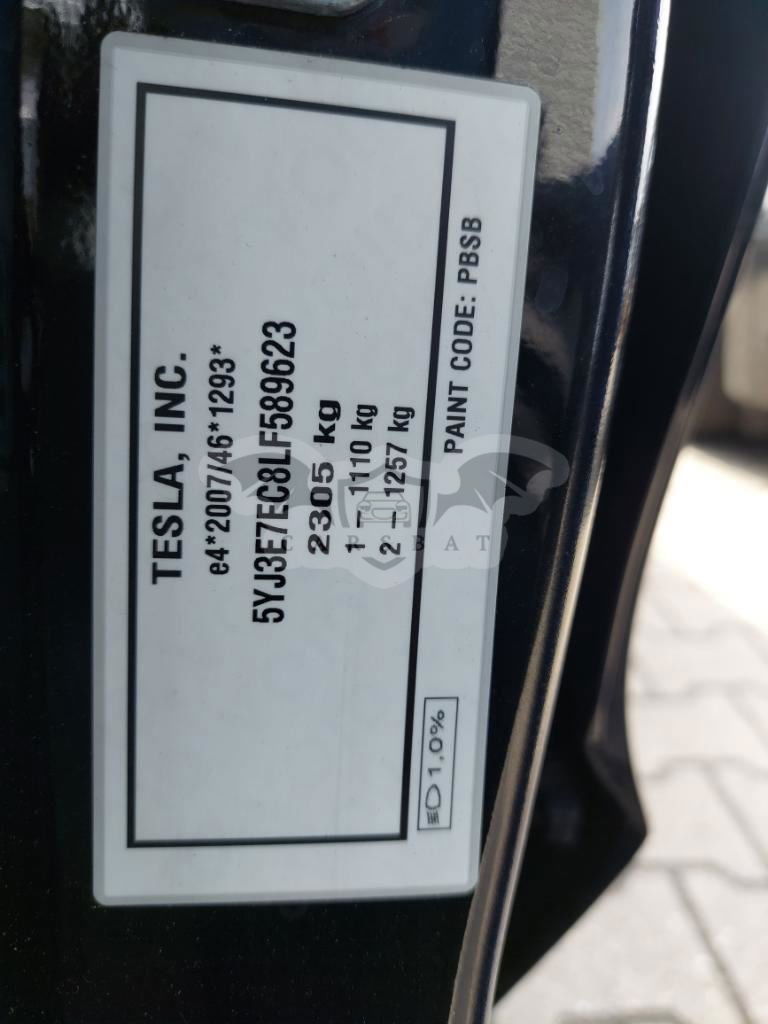 TESLA, INC.
e4*2007/46*1293*
5YJ3E7EC8LF589623
2305 kg
1 – 1110 kg
2 – 1257 kg
1.0%
PAINT CODE: PBSB
CARSBAT